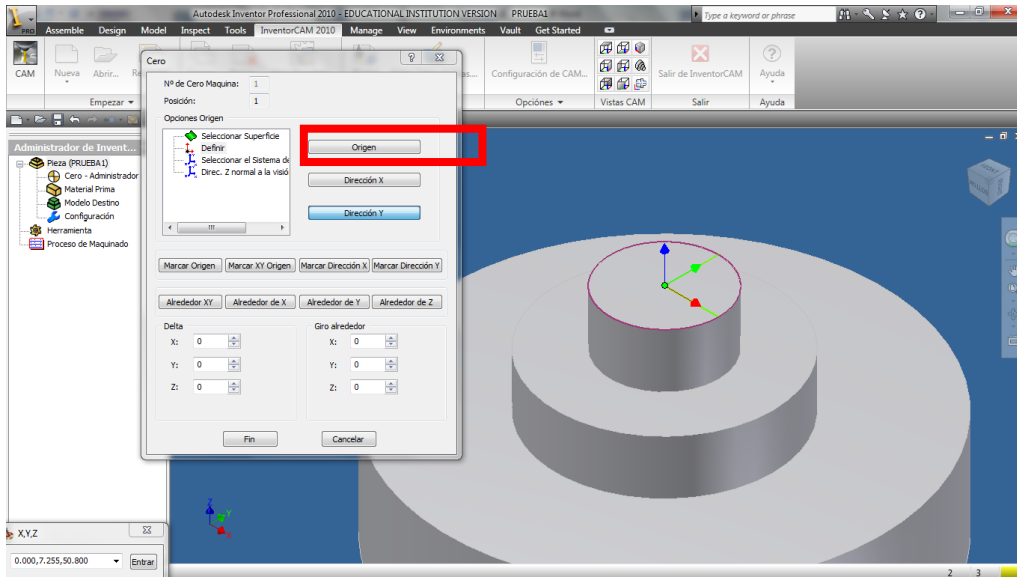 Autodesk Inventor Professional 2010 - EDUCATIONAL INSTITUTION VERSION PRUEBA1
Type a keyword or phrase
PRO
Assemble Design Model Inspect Tools InventorCAM 2010 Manage View Environments Vault Get Started
CAM Nueva Abrir... Configuración de CAM... Salir de InventorCAM Ayuda
Empezar Opciónes Vistas CAM Salir Ayuda
Administrador de Invent...
Pieza (PRUEBA1)
Cero - Administrador
Material Prima
Modelo Destino
Configuración
Herramienta
Proceso de Maquinado
Cero
Nº de Cero Maquina: 1
Posición: 1
Opciones Origen
Seleccionar Superficie
Definir
Seleccionar el Sistema de
Direc. Z normal a la visió
Origen
Dirección X
Dirección Y
Marcar Origen Marcar XY Origen Marcar Dirección X Marcar Dirección Y
Alrededor XY Alrededor de X Alrededor de Y Alrededor de Z
Delta Giro alrededor
X: 0 X: 0
Y: 0 Y: 0
Z: 0 Z: 0
Fin Cancelar
FRONT
Z
Y
X
X,Y,Z
0.000,7.255,50.800 Entrar
2 3